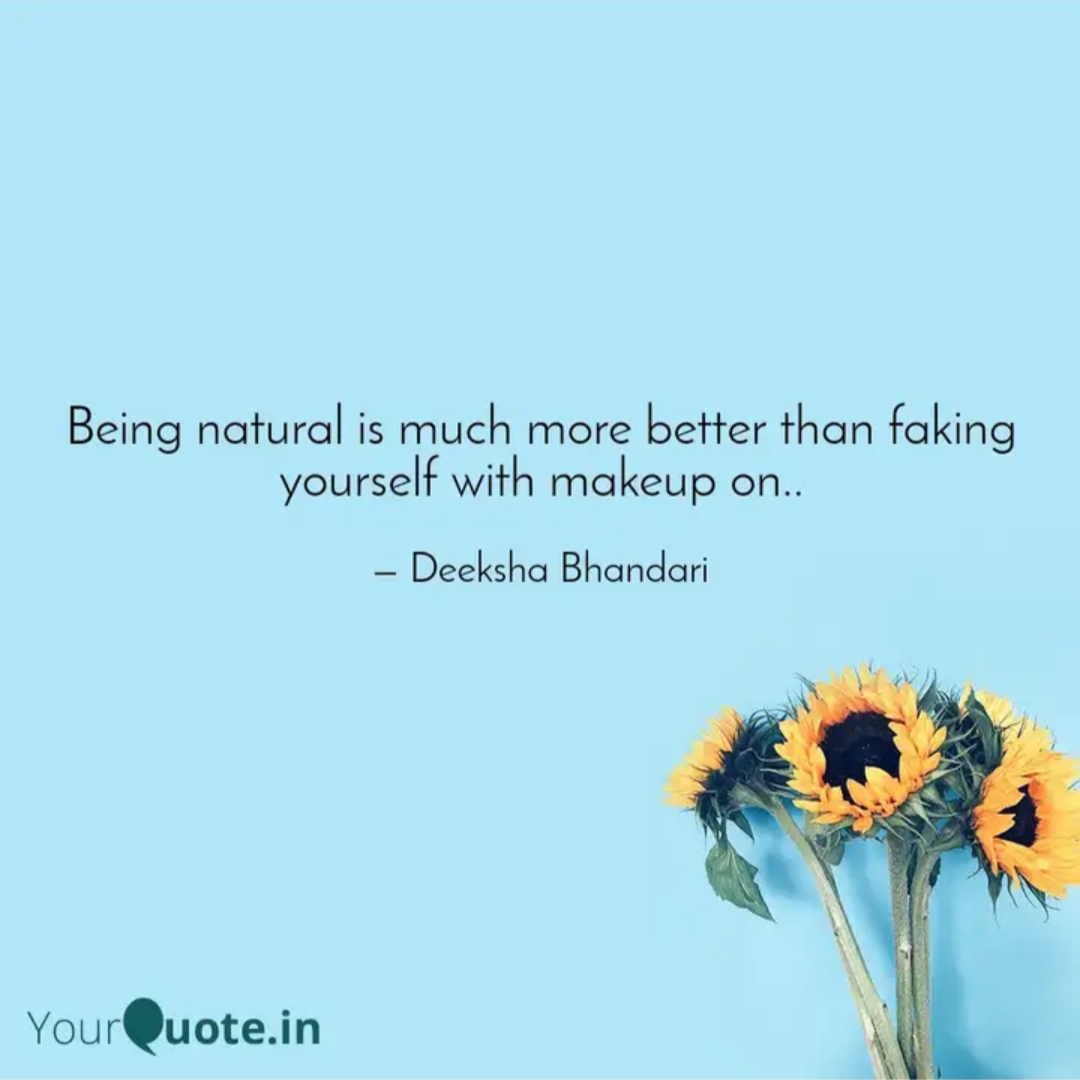 Being natural is much more better than faking
yourself with makeup on..
– Deeksha Bhandari
YourQuote.in